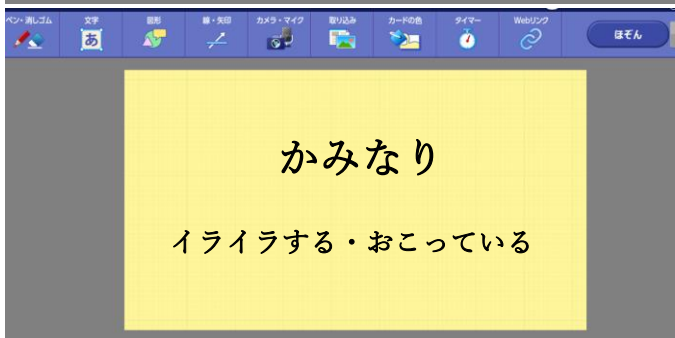 ペン・消しゴム 文字 図形 線・矢印 カメラ・マイク 取り込み カードの色 タイマー Webリンク ほぞん
あ
かみなり
イライラする・おこっている